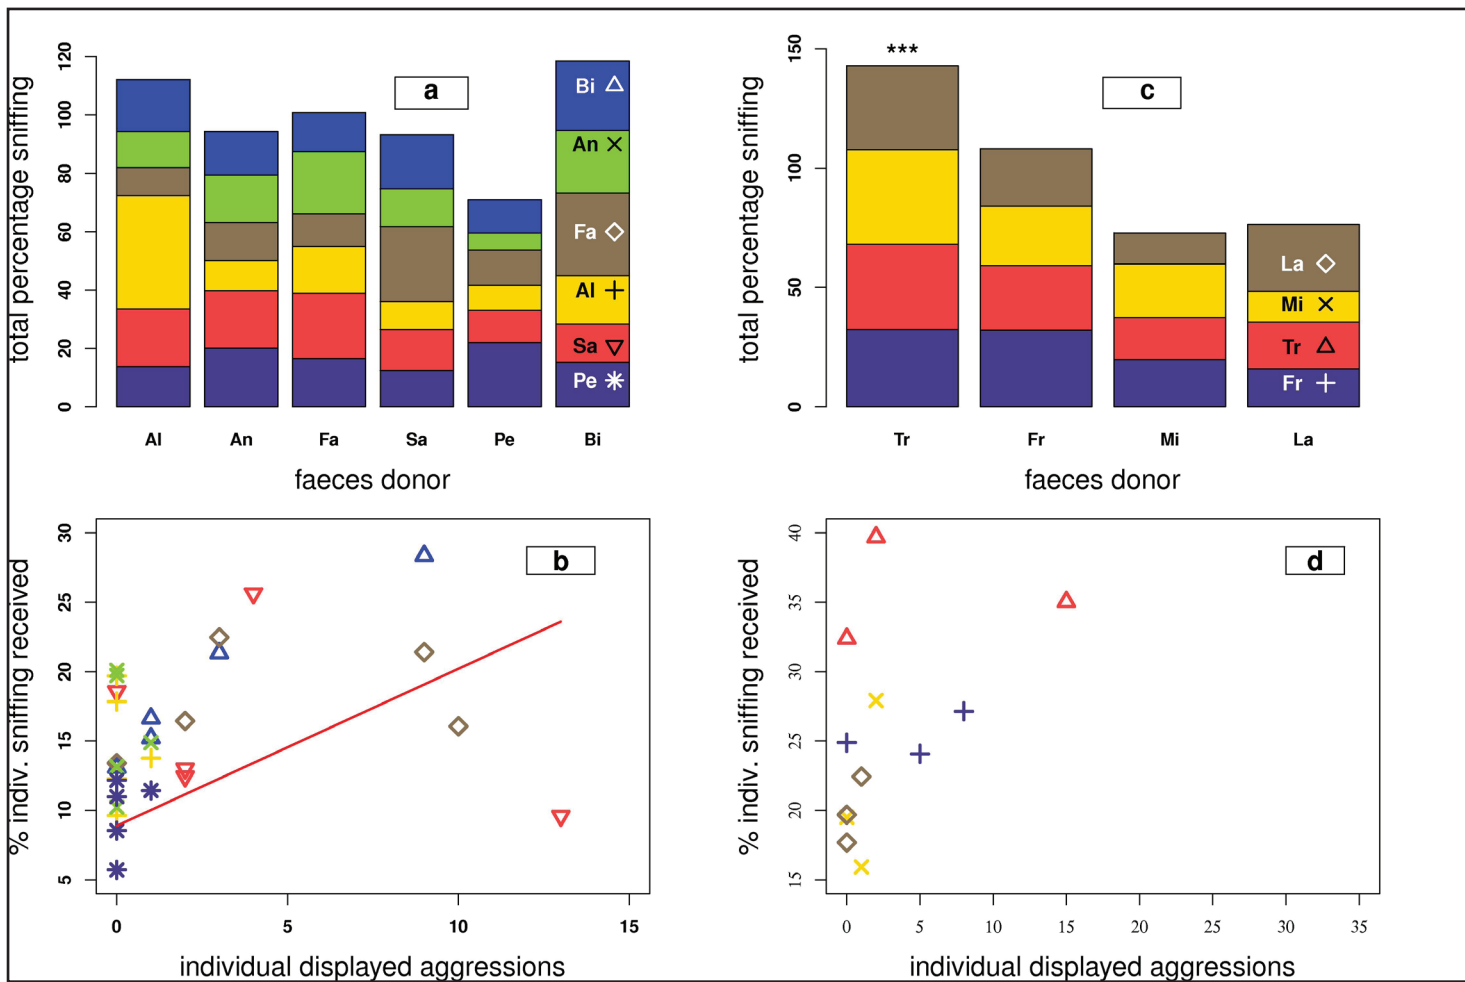 a
total percentage sniffing
120
100
80
60
40
20
0
Bi
An
Fa
Al
Sa
Pe
Al An Fa Sa Pe Bi
faeces donor
***
c
total percentage sniffing
150
100
50
0
La
Mi
Tr
Fr
Tr Fr Mi La
faeces donor
b
% indiv. sniffing received
30
25
20
15
10
5
0 5 10 15
individual displayed aggressions
d
% indiv. sniffing received
40
35
30
25
20
15
0 5 10 15 20 25 30 35
individual displayed aggressions